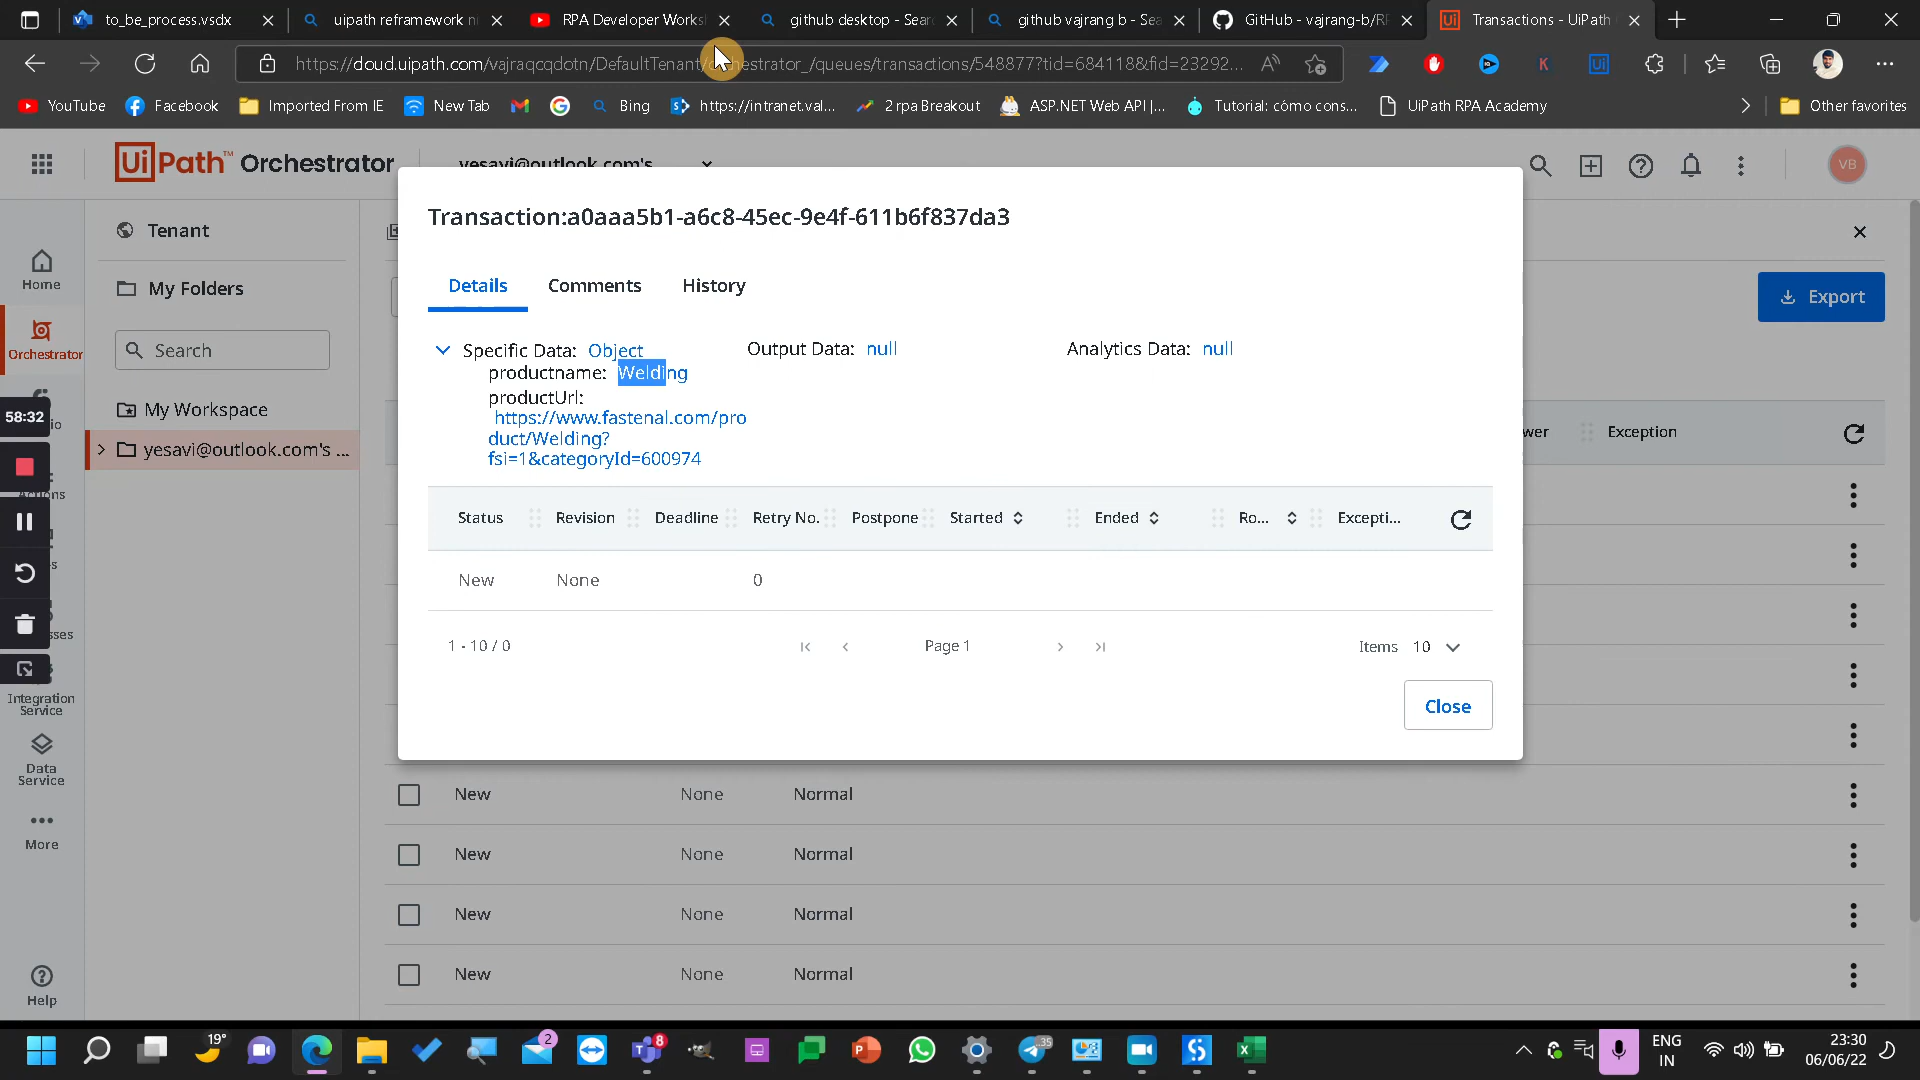 to_be_process.vsdx
uipath reframework n
RPA Developer Works
github desktop - Sear
github vajrang b - Sea
GitHub - vajrang-b/RP
Transactions - UiPath
https://cloud.uipath.com/vajraqcqdotn/DefaultTenant/orchestrator_/queues/transactions/548877?tid=684118&fid=23292...
YouTube
Facebook
Imported From IE
New Tab
Bing
https://intranet.val...
2 rpa Breakout
ASP.NET Web API |...
Tutorial: cómo cons...
UiPath RPA Academy
Other favorites
UiPath™ Orchestrator
yesavi@outlook.com's
VB
Tenant
My Folders
Search
My Workspace
yesavi@outlook.com's ...
Home
Orchestrator
58:32
Integration
Service
Data
Service
More
Help
Transaction:a0aaa5b1-a6c8-45ec-9e4f-611b6f837da3
Details
Comments
History
Specific Data: Object
productname: Welding
productUrl:
https://www.fastenal.com/pro
duct/Welding?
fsi=1&categoryId=600974
Output Data: null
Analytics Data: null
Status
Revision
Deadline
Retry No.
Postpone
Started
Ended
Ro...
Excepti...
New
None
0
1 - 10 / 0
Page 1
Items 10
Close
Export
Exception
New None Normal
New None Normal
New None Normal
New None Normal
19°
2
8
35
ENG
IN
23:30
06/06/22